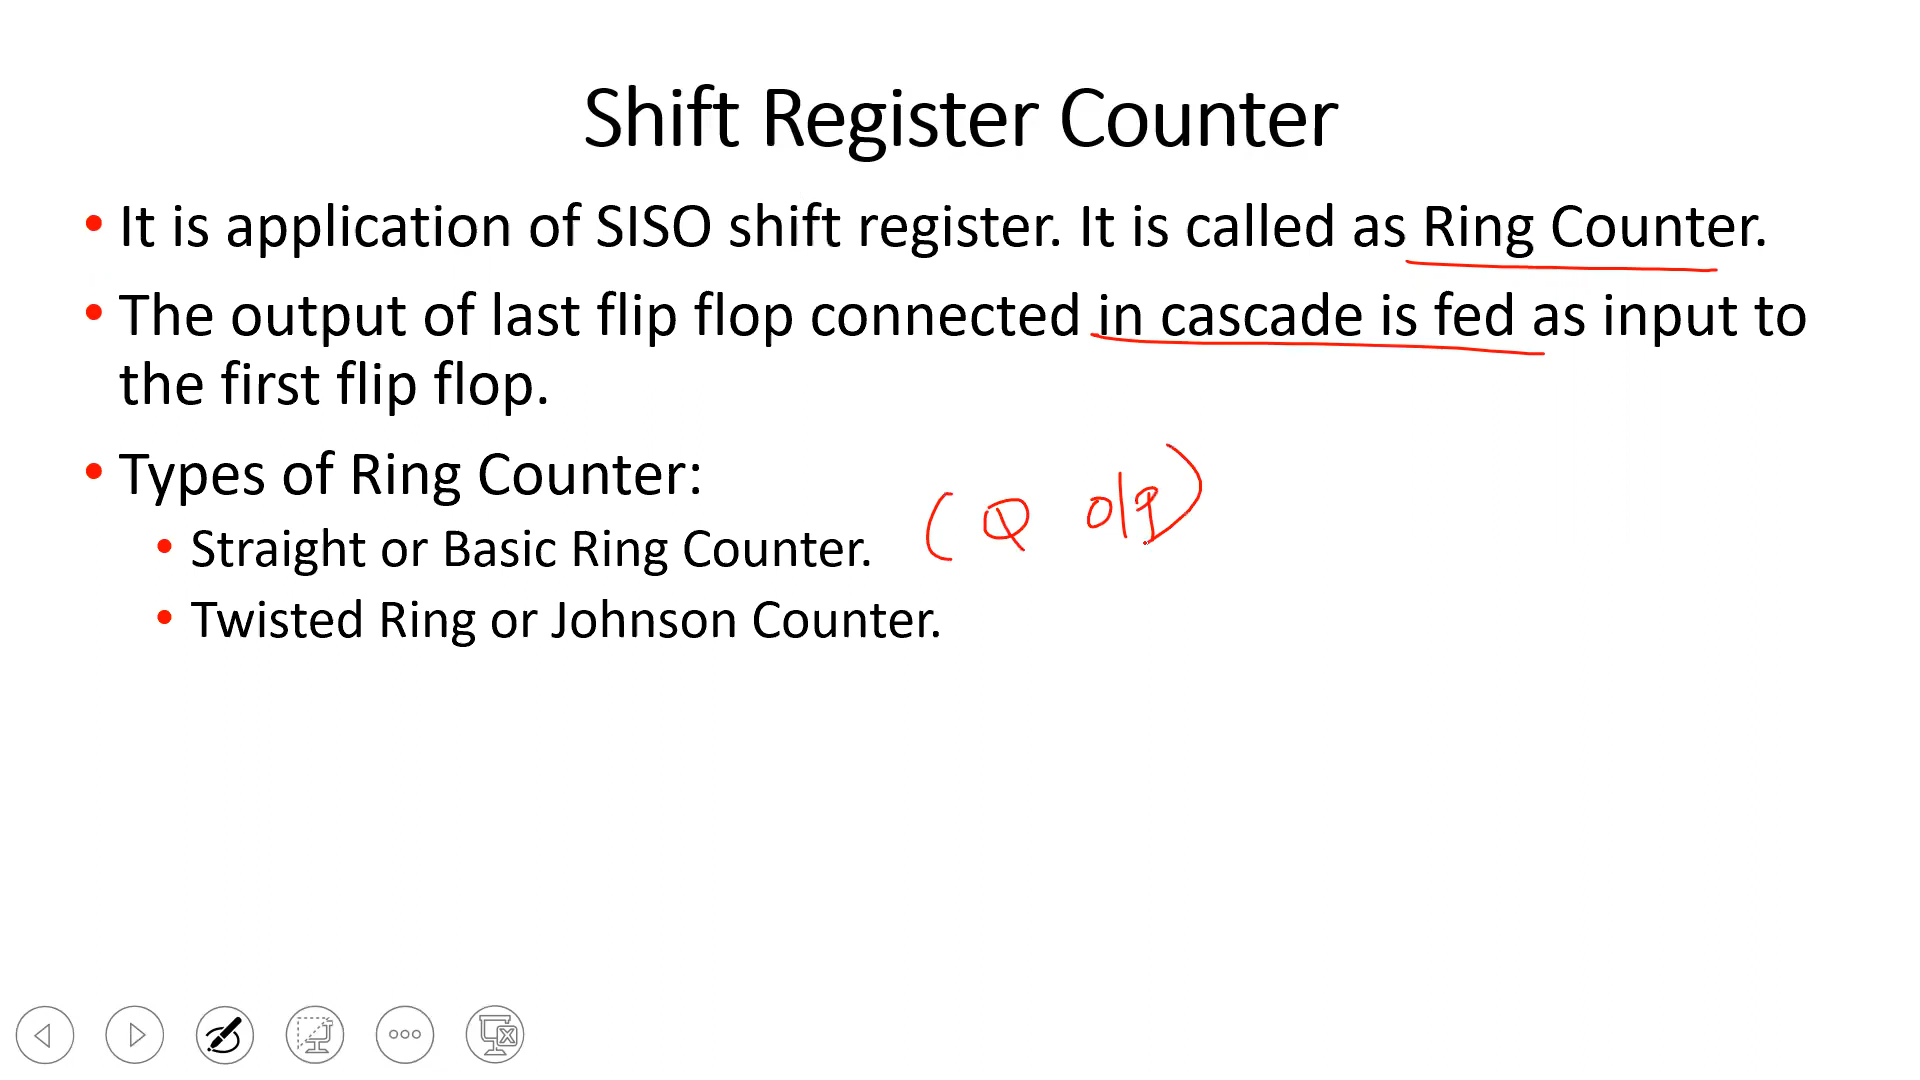 Shift Register Counter
• It is application of SISO shift register. It is called as Ring Counter.
• The output of last flip flop connected in cascade is fed as input to
the first flip flop.
• Types of Ring Counter:
• Straight or Basic Ring Counter. (Q o/p)
• Twisted Ring or Johnson Counter.